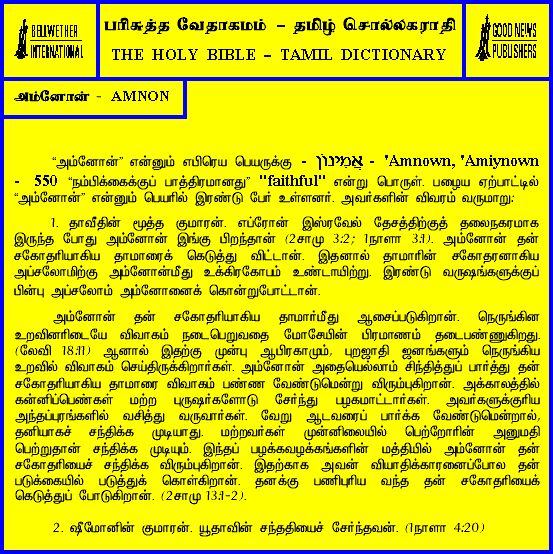 BELLWETHER
INTERNATIONAL
பரிசுத்த வேதாகமம் – தமிழ் சொல்லகராதி
THE HOLY BIBLE – TAMIL DICTIONARY
GOOD NEWS
PUBLISHERS
அம்னோன் - AMNON
“அம்னோன்” என்னும் எபிரெய பெயருக்கு - אֲמִינוֹן - 'Amnown, 'Amiynown
- 550 “நம்பிக்கைக்குப் பாத்திரமானது” "faithful" என்று பொருள். பழைய ஏற்பாட்டில்
“அம்னோன்” என்னும் பெயரில் இரண்டு பேர் உள்ளனர். அவர்களின் விவரம் வருமாறு:
1. தாவீதின் மூத்த குமாரன். எப்ரோன் இஸ்ரவேல் தேசத்திற்குத் தலைநகரமாக
இருந்த போது அம்னோன் இங்கு பிறந்தான் (2சாமு 3:2; 1நாளா 3:1). அம்னோன் தன்
சகோதரியாகிய தாமாரைக் கெடுத்து விட்டான். இதனால் தாமாரின் சகோதரனாகிய
அப்சலோமிற்கு அம்னோன்மீது உக்கிரகோபம் உண்டாயிற்று. இரண்டு வருஷங்களுக்குப்
பின்பு அப்சலோம் அம்னோனைக் கொன்றுபோட்டான்.
அம்னோன் தன் சகோதரியாகிய தாமார்மீது ஆசைப்படுகிறான். நெருங்கின
உறவினரிடையே விவாகம் நடைபெறுவதை மோசேயின் பிரமாணம் தடைபண்ணுகிறது.
(லேவி 18:11) ஆனால் இதற்கு முன்பு ஆபிரகாமும், புறஜாதி ஜனங்களும் நெருங்கிய
உறவில் விவாகம் செய்திருக்கிறார்கள். அம்னோன் அதையெல்லாம் சிந்தித்துப் பார்த்து தன்
சகோதரியாகிய தாமாரை விவாகம் பண்ண வேண்டுமென்று விரும்புகிறான். அக்காலத்தில்
கன்னிப்பெண்கள் மற்ற புருஷர்களோடு சேர்ந்து பழகமாட்டார்கள். அவர்களுக்குரிய
அந்தப்புரங்களில் வசித்து வருவார்கள். வேறு ஆடவரைப் பார்க்க வேண்டுமென்றால்,
தனியாகச் சந்திக்க முடியாது. மற்றவர்கள் முன்னிலையில் பெற்றோரின் அனுமதி
பெற்றுதான் சந்திக்க முடியும். இந்தப் பழக்கவழக்கங்களின் மத்தியில் அம்னோன் தன்
சகோதரியைச் சந்திக்க விரும்புகிறான். இதற்காக அவன் வியாதிக்காரனைப்போல தன்
படுக்கையில் படுத்துக் கொள்கிறான். தனக்கு பணிபுரிய வந்த தன் சகோதரியைக்
கெடுத்துப் போடுகிறான். (2சாமு 13:1-2).
2. ஷீமோனின் குமாரன். யூதாவின் சந்ததியைச் சேர்ந்தவன். (1நாளா 4:20)